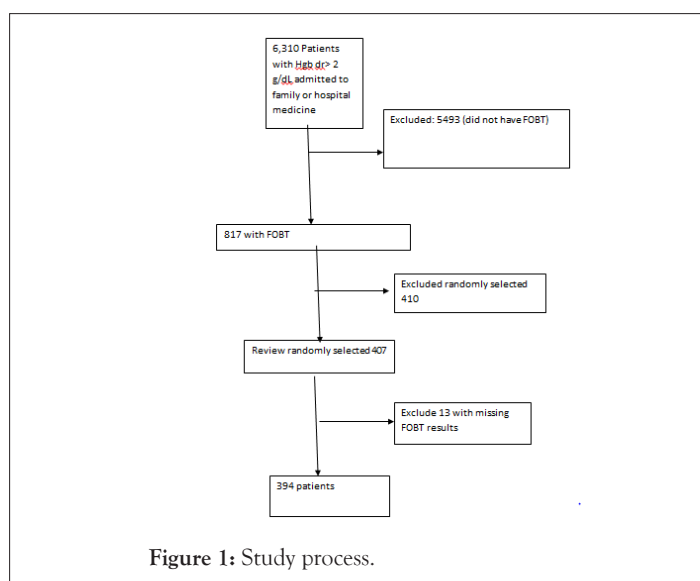 6,310 Patients
with Hgb dr> 2
g/dL admitted to
family or hospital
medicine
Excluded: 5493 (did not have FOBT)
817 with FOBT
Excluded randomly selected
410
Review randomly selected 407
Exclude 13 with missing
FOBT results
394 patients
Figure 1: Study process.